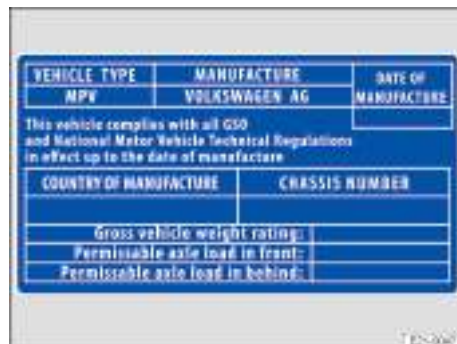 VEHICLE TYPE MANUFACTURE DATE OF
MPV VOLKSWAGEN AG MANUFACTURE
This vehicle complies with all GSO
and National Motor Vehicle Technical Regulations
in effect up to the date of manufacture
COUNTRY OF MANUFACTURE CHASSIS NUMBER
Gross vehicle weight rating:
Permissable axle load in front:
Permissable axle load in behind: